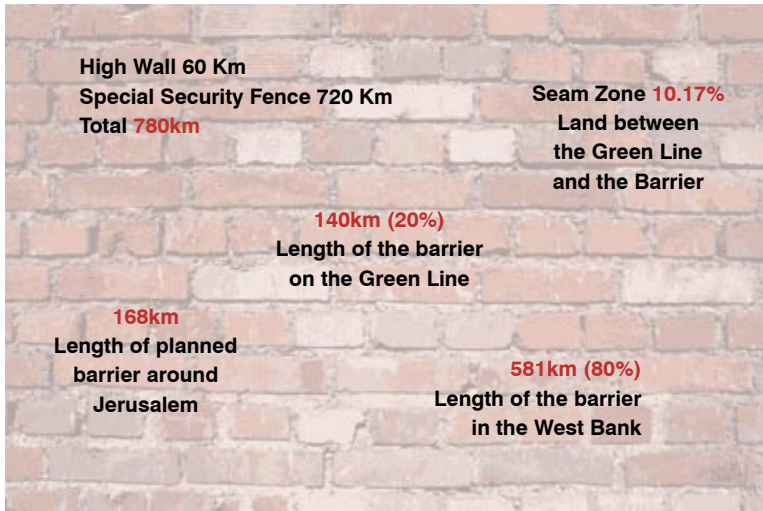 High Wall 60 Km
Special Security Fence 720 Km
Total 780km
Seam Zone 10.17%
Land between
the Green Line
and the Barrier
140km (20%)
Length of the barrier
on the Green Line
168km
Length of planned
barrier around
Jerusalem
581km (80%)
Length of the barrier
in the West Bank